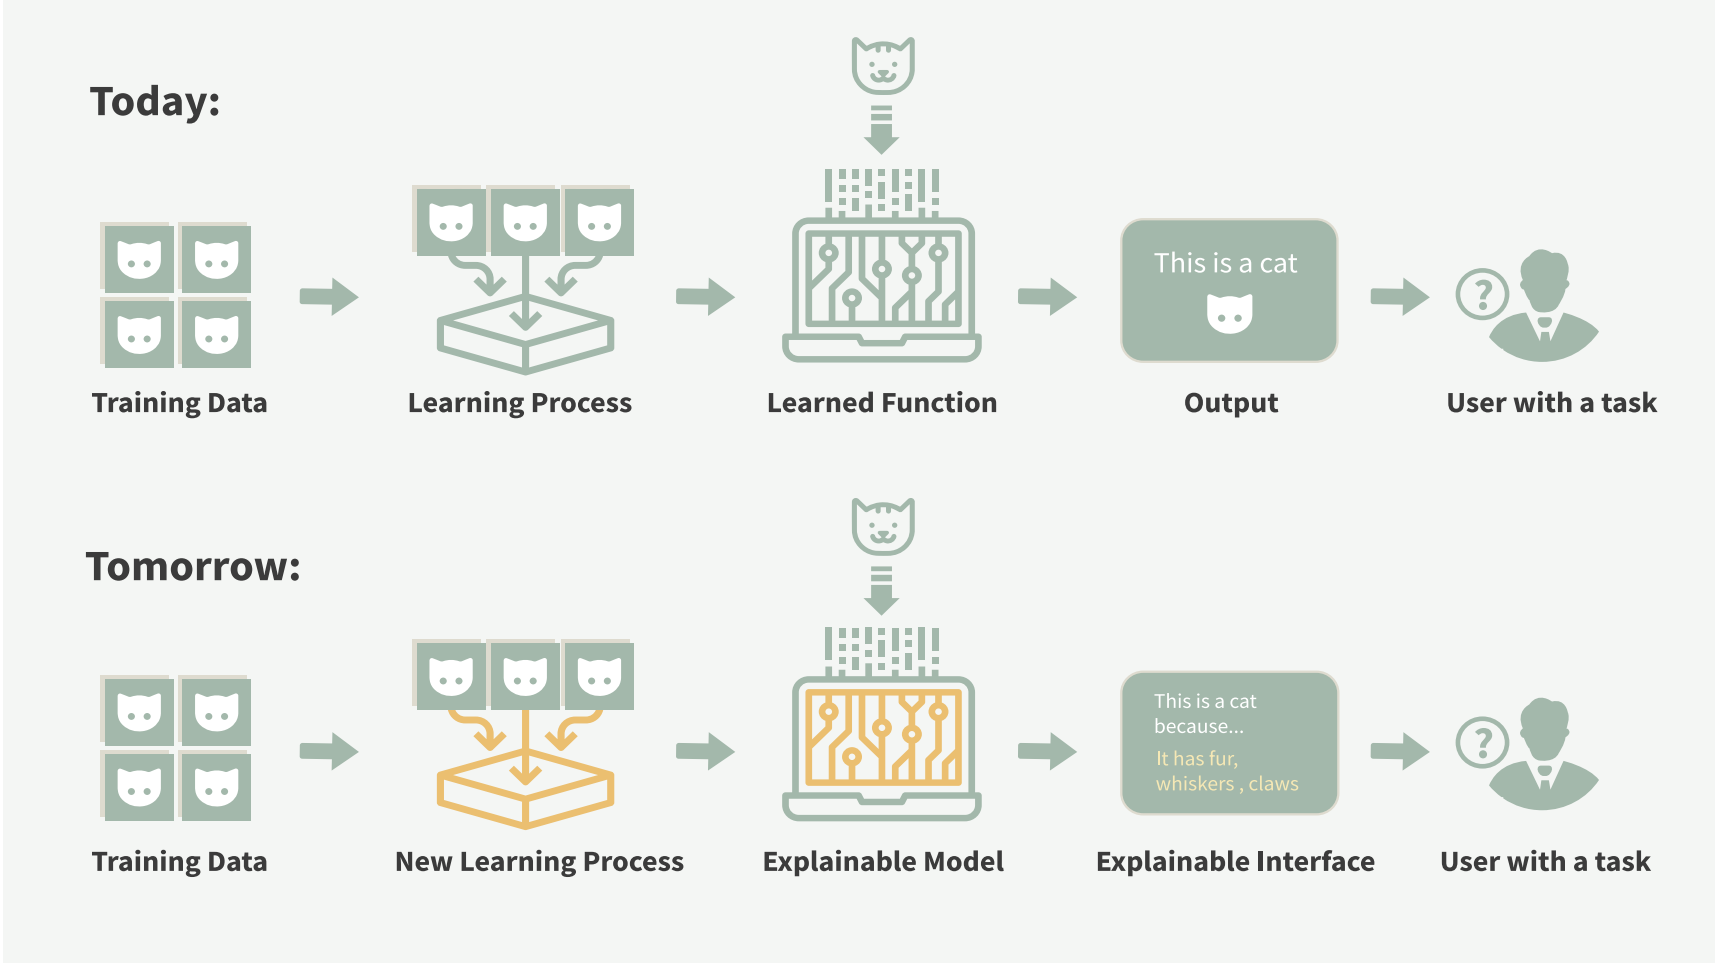 Today:
This is a cat
?
Training Data
Learning Process
Learned Function
Output
User with a task
Tomorrow:
This is a cat
because...
It has fur,
whiskers , claws
?
Training Data
New Learning Process
Explainable Model
Explainable Interface
User with a task